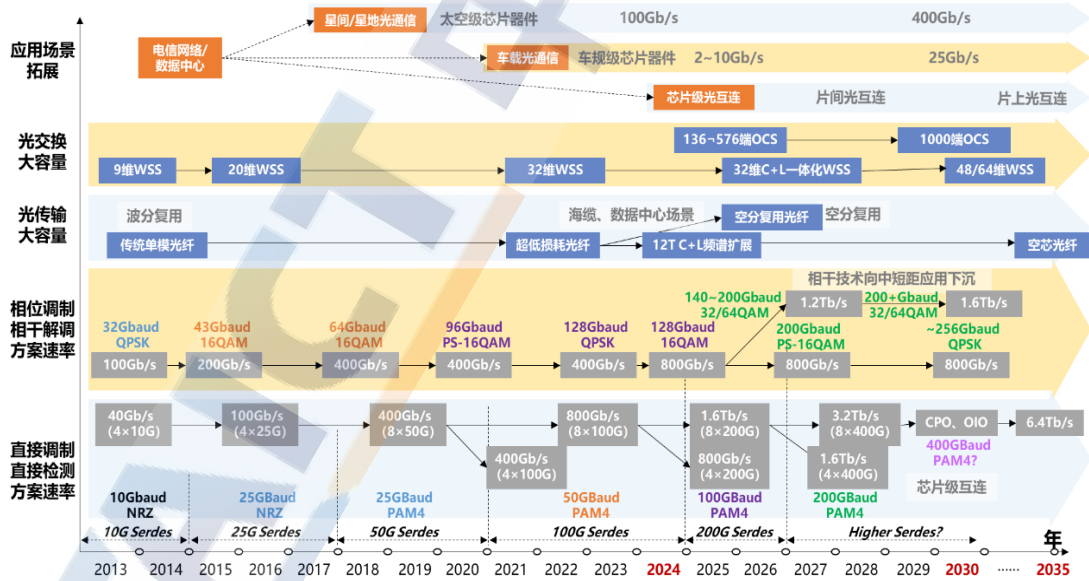 应用场景
拓展
电信网络/
数据中心
星间/星地光通信
太空级芯片器件
100Gb/s
400Gb/s
车载光通信
车规级芯片器件
2~10Gb/s
25Gb/s
芯片级光互连
片间光互连
片上光互连
光交换
大容量
136~576端OCS
1000端OCS
9维WSS
20维WSS
32维WSS
32维C+L一体化WSS
48/64维WSS
光传输
大容量
波分复用
海缆、数据中心场景
空分复用光纤
空分复用
传统单模光纤
超低损耗光纤
12T C+L频谱扩展
空芯光纤
相位调制
相干解调
方案速率
相干技术向中短距应用下沉
140~200Gbaud
32/64QAM
1.2Tb/s
200+Gbaud
32/64QAM
1.6Tb/s
32Gbaud
QPSK
43Gbaud
16QAM
64Gbaud
16QAM
96Gbaud
PS-16QAM
128Gbaud
QPSK
128Gbaud
16QAM
200Gbaud
PS-16QAM
~256Gbaud
QPSK
100Gb/s
200Gb/s
400Gb/s
400Gb/s
400Gb/s
800Gb/s
800Gb/s
800Gb/s
直接调制
直接检测
方案速率
40Gb/s
(4×10G)
100Gb/s
(4×25G)
400Gb/s
(8×50G)
800Gb/s
(8×100G)
1.6Tb/s
(8×200G)
3.2Tb/s
(8×400G)
CPO、OIO
6.4Tb/s
400Gb/s
(4×100G)
800Gb/s
(4×200G)
1.6Tb/s
(4×400G)
400GBaud
PAM4?
芯片级互连
10Gbaud
NRZ
25GBaud
NRZ
25GBaud
PAM4
50GBaud
PAM4
100GBaud
PAM4
200GBaud
PAM4
10G Serdes
25G Serdes
50G Serdes
100G Serdes
200G Serdes
Higher Serdes?
年
2013 2014 2015 2016 2017 2018 2019 2020 2021 2022 2023 2024 2025 2026 2027 2028 2029 2030 …… 2035